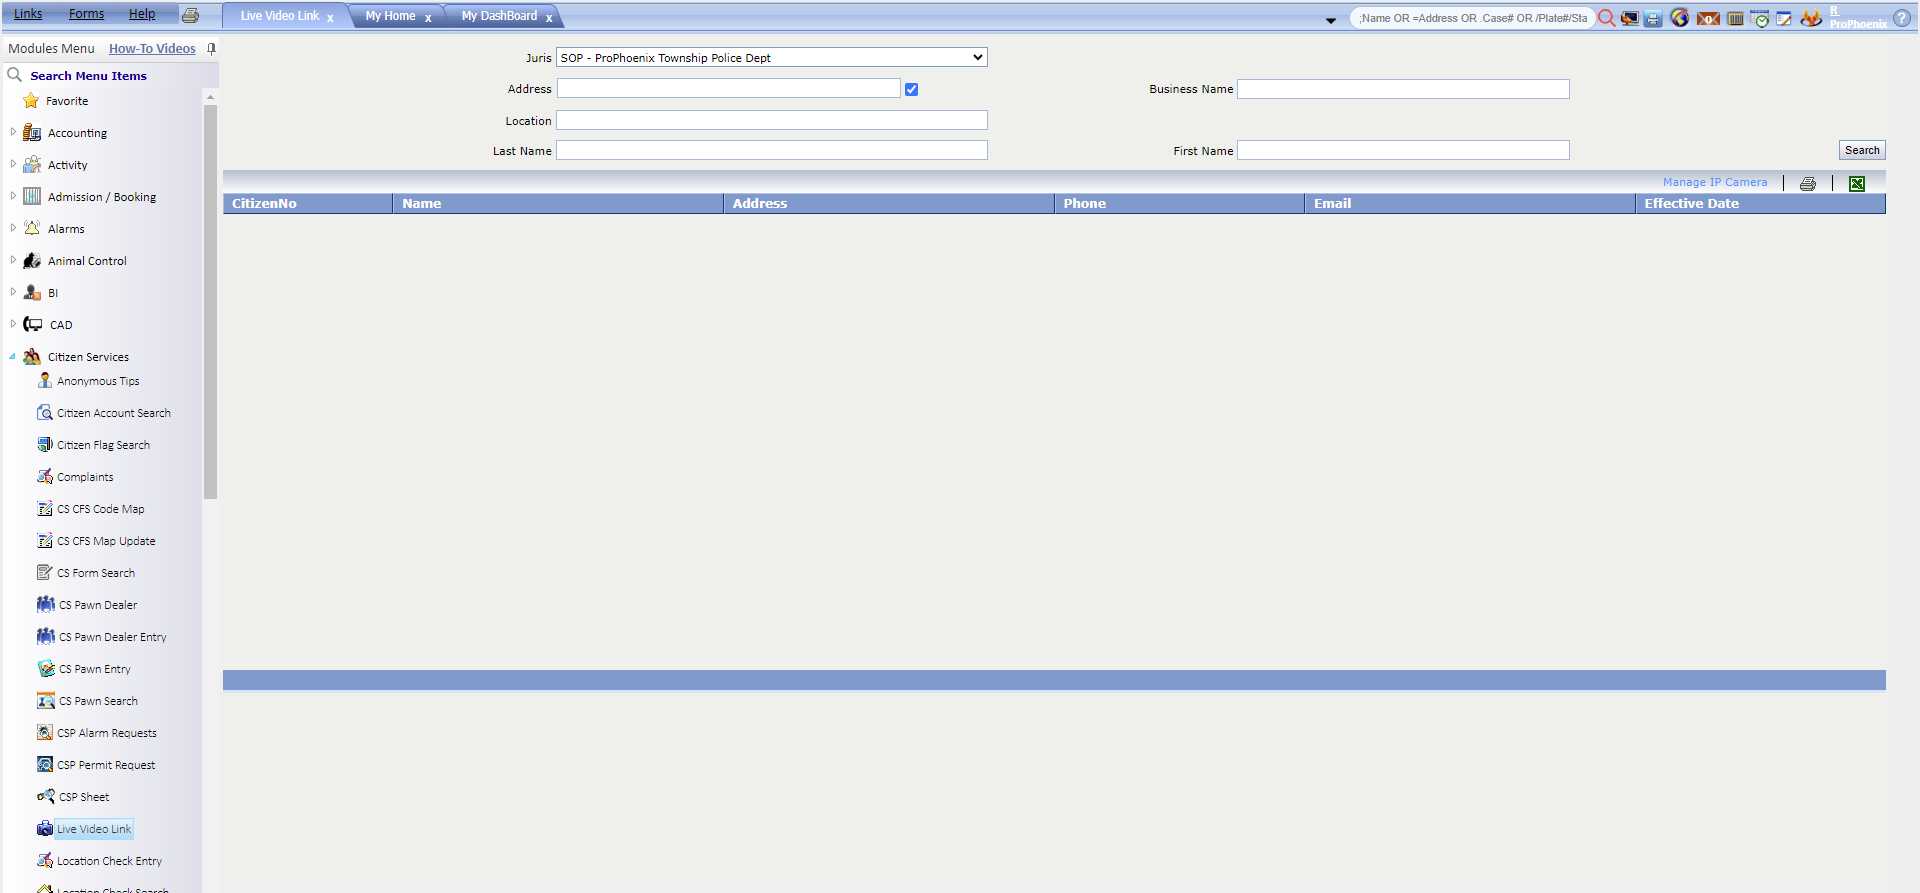 Links Forms Help
Live Video Link x My Home x My DashBoard x
;Name OR =Address OR .Case# OR /Plate#/Sta
R
ProPhoenix
Modules Menu How-To Videos
Search Menu Items
Favorite
Accounting
Activity
Admission / Booking
Alarms
Animal Control
BI
CAD
Citizen Services
Anonymous Tips
Citizen Account Search
Citizen Flag Search
Complaints
CS CFS Code Map
CS CFS Map Update
CS Form Search
CS Pawn Dealer
CS Pawn Dealer Entry
CS Pawn Entry
CS Pawn Search
CSP Alarm Requests
CSP Permit Request
CSP Sheet
Live Video Link
Location Check Entry
Location Check Search
Juris SOP - ProPhoenix Township Police Dept
Address Business Name
Location
Last Name First Name Search
Manage IP Camera
CitizenNo Name Address Phone Email Effective Date